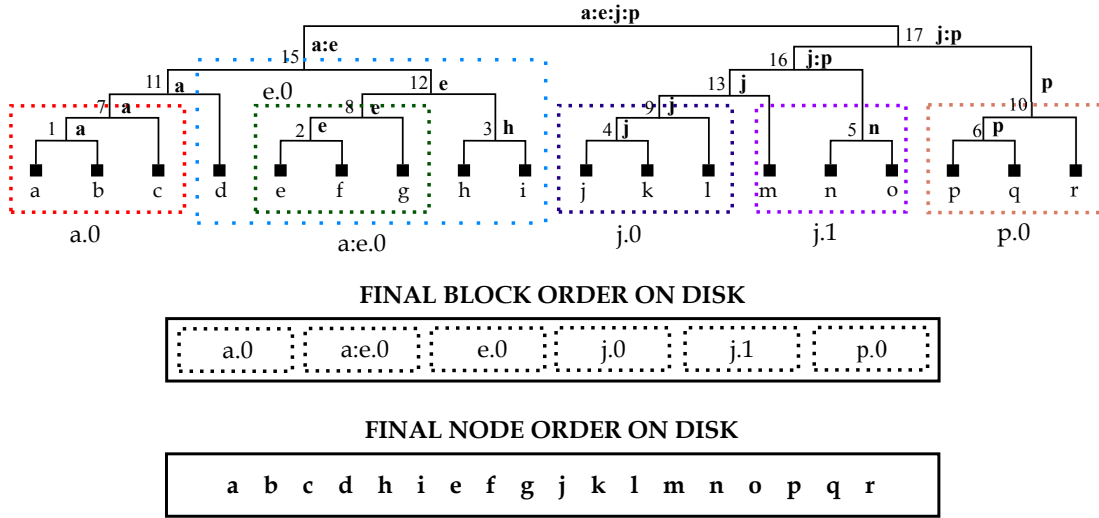 a:e:j:p
15 a:e 17 j:p
16 j:p
11 a 12 e 13 j p
e.0
7 a 8 e 9 j 10
1 a 2 e 3 h 4 j 5 n 6 p
a b c d e f g h i j k l m n o p q r
a.0 a:e.0 j.0 j.1 p.0
FINAL BLOCK ORDER ON DISK
a.0 a:e.0 e.0 j.0 j.1 p.0
FINAL NODE ORDER ON DISK
a b c d h i e f g j k l m n o p q r